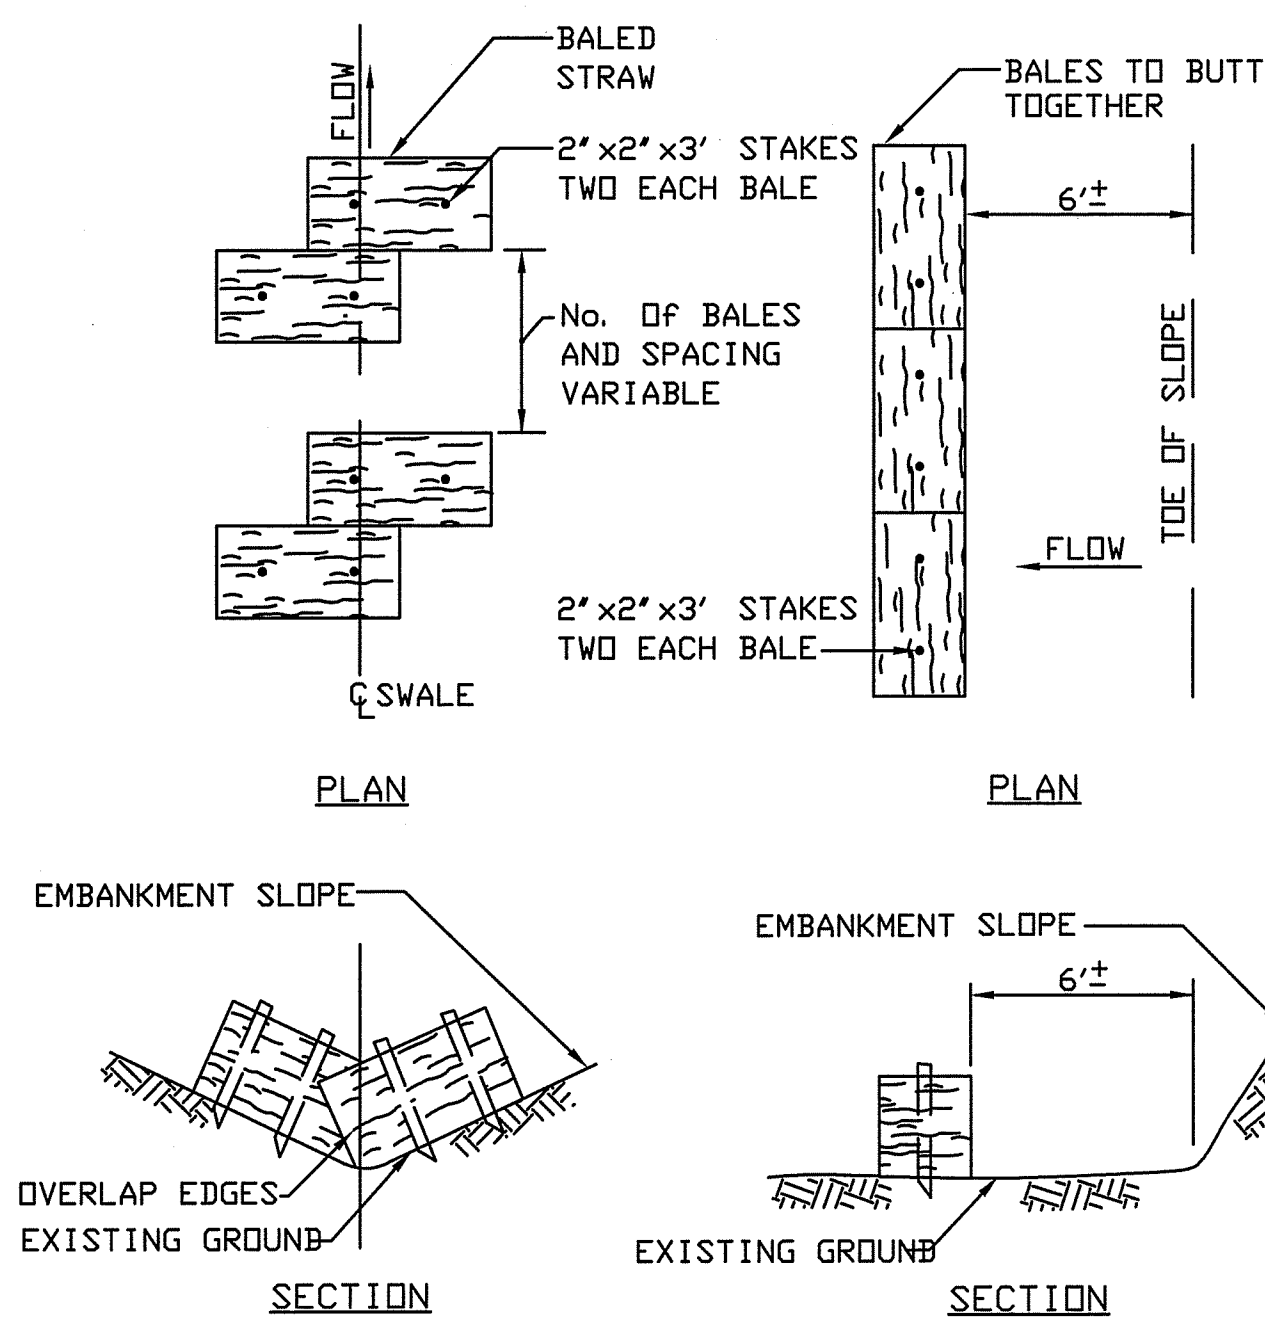 FLOW
BALED
STRAW
2"x2"x3' STAKES
TWO EACH BALE
No. Of BALES
AND SPACING
VARIABLE
℄ SWALE
PLAN
BALES TO BUTT
TOGETHER
6'±
TOE OF SLOPE
FLOW
2"x2"x3' STAKES
TWO EACH BALE
PLAN
EMBANKMENT SLOPE
OVERLAP EDGES
EXISTING GROUND
SECTION
EMBANKMENT SLOPE
6'±
EXISTING GROUND
SECTION